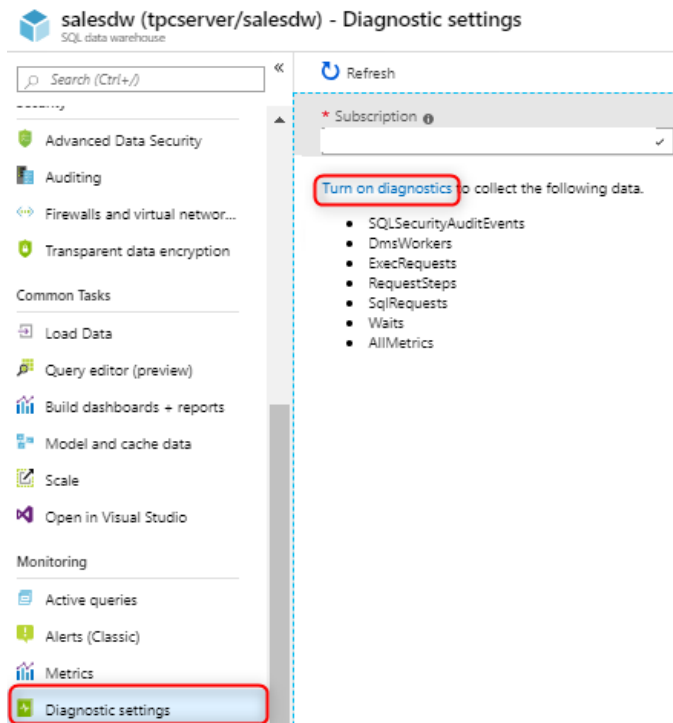 salesdw (tpcserver/salesdw) - Diagnostic settings
SQL data warehouse
Search (Ctrl+/)
«
Advanced Data Security
Auditing
Firewalls and virtual networ...
Transparent data encryption
Common Tasks
Load Data
Query editor (preview)
Build dashboards + reports
Model and cache data
Scale
Open in Visual Studio
Monitoring
Active queries
Alerts (Classic)
Metrics
Diagnostic settings
Refresh
* Subscription
Turn on diagnostics to collect the following data.
• SQLSecurityAuditEvents
• DmsWorkers
• ExecRequests
• RequestSteps
• SqlRequests
• Waits
• AllMetrics